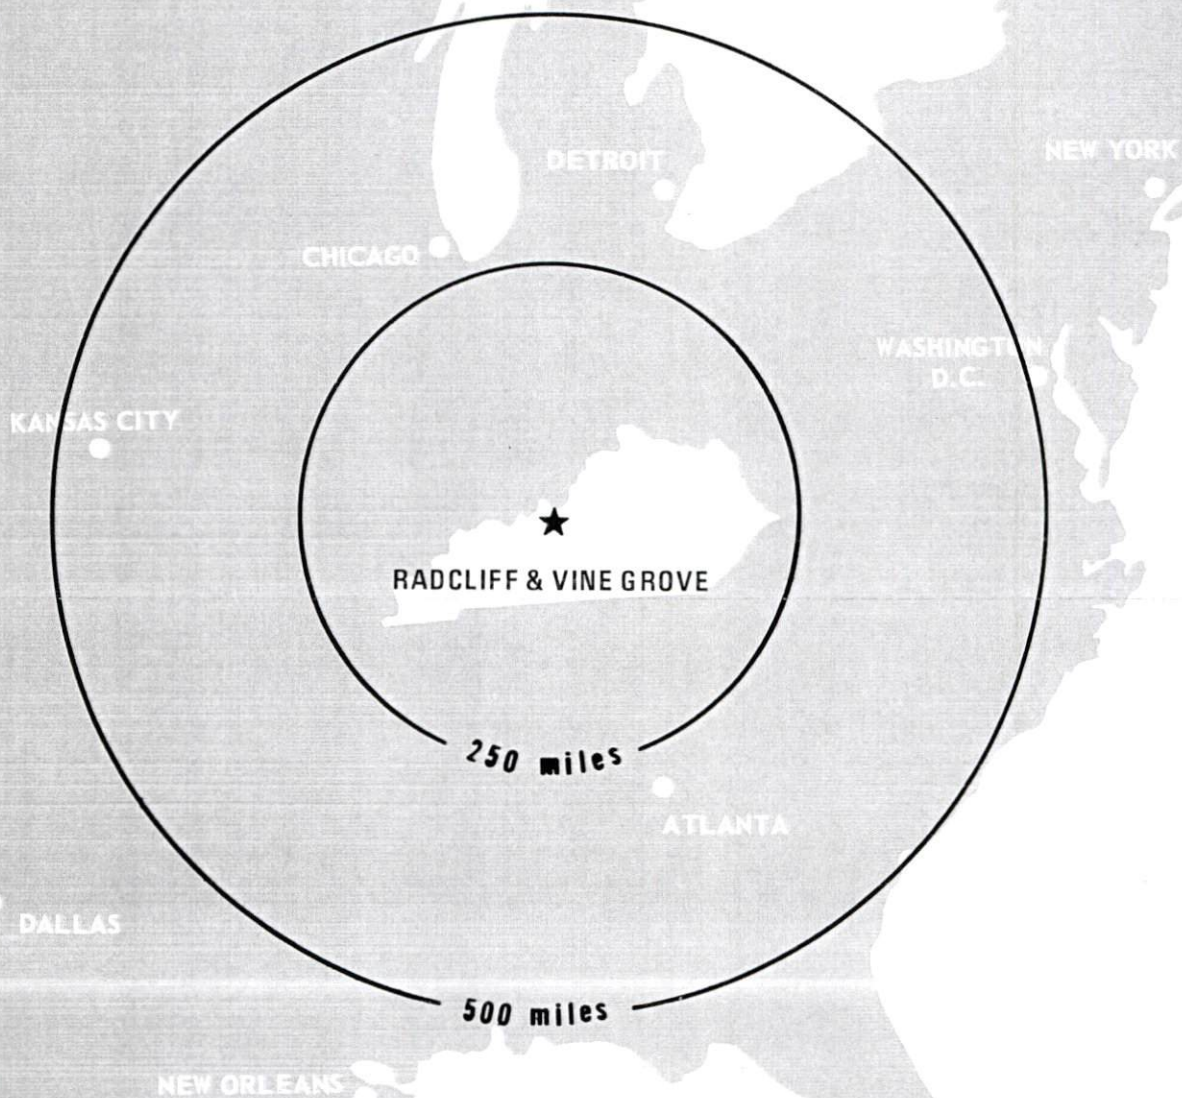 DETROIT
NEW YORK
CHICAGO
WASHINGTON
D.C.
KANSAS CITY
RADCLIFF & VINE GROVE
250 miles
ATLANTA
DALLAS
500 miles
NEW ORLEANS